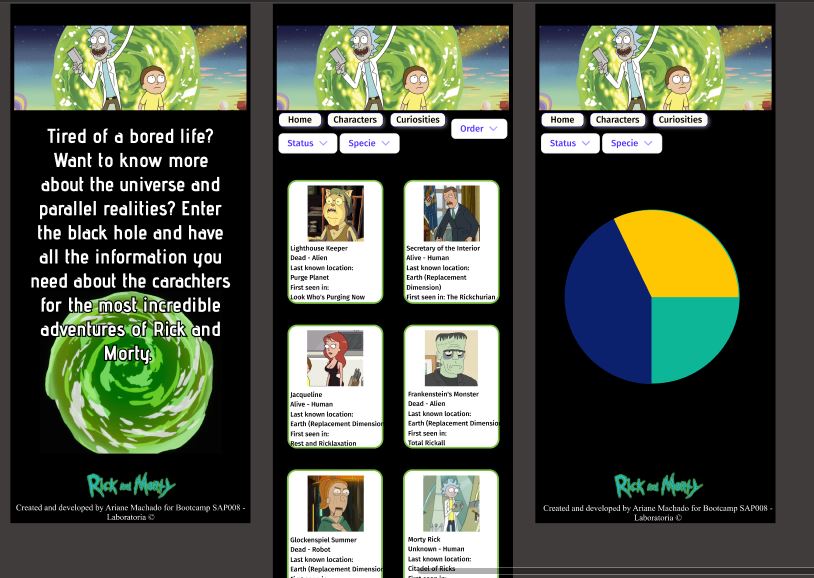 Tired of a bored life?
Want to know more
about the universe and
parallel realities? Enter
the black hole and have
all the information you
need about the carachters
for the most incredible
adventures of Rick and
Morty.
Rick and Morty
Created and developed by Ariane Machado for Bootcamp SAP008 -
Laboratoria ©
Home Characters Curiosities
Order
Status Specie
Lighthouse Keeper
Dead - Alien
Last known location:
Purge Planet
First seen in:
Look Who's Purging Now
Secretary of the Interior
Alive - Human
Last known location:
Earth (Replacement
Dimension)
First seen in: The Rickchurian
Jacqueline
Alive - Human
Last known location:
Earth (Replacement Dimension
First seen in:
Rest and Ricklaxation
Frankenstein's Monster
Dead - Alien
Last known location:
Earth (Replacement Dimension
First seen in:
Total Rickall
Glockenspiel Summer
Dead - Robot
Last known location:
Earth (Replacement Dimension
Morty Rick
Unknown - Human
Last known location:
Citadel of Ricks
Home Characters Curiosities
Status Specie
Rick and Morty
Created and developed by Ariane Machado for Bootcamp SAP008 -
Laboratoria ©